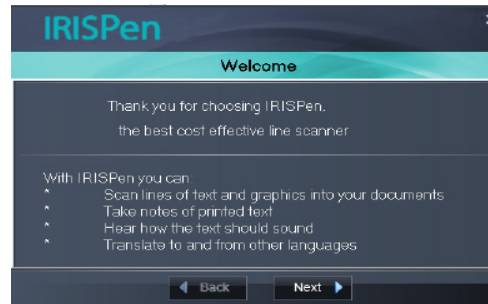 IRISPen
Welcome
Thank you for choosing IRISPen,
the best cost effective line scanner
With IRISPen you can:
* Scan lines of text and graphics into your documents
* Take notes of printed text
* Hear how the text should sound
* Translate to and from other languages
Back Next